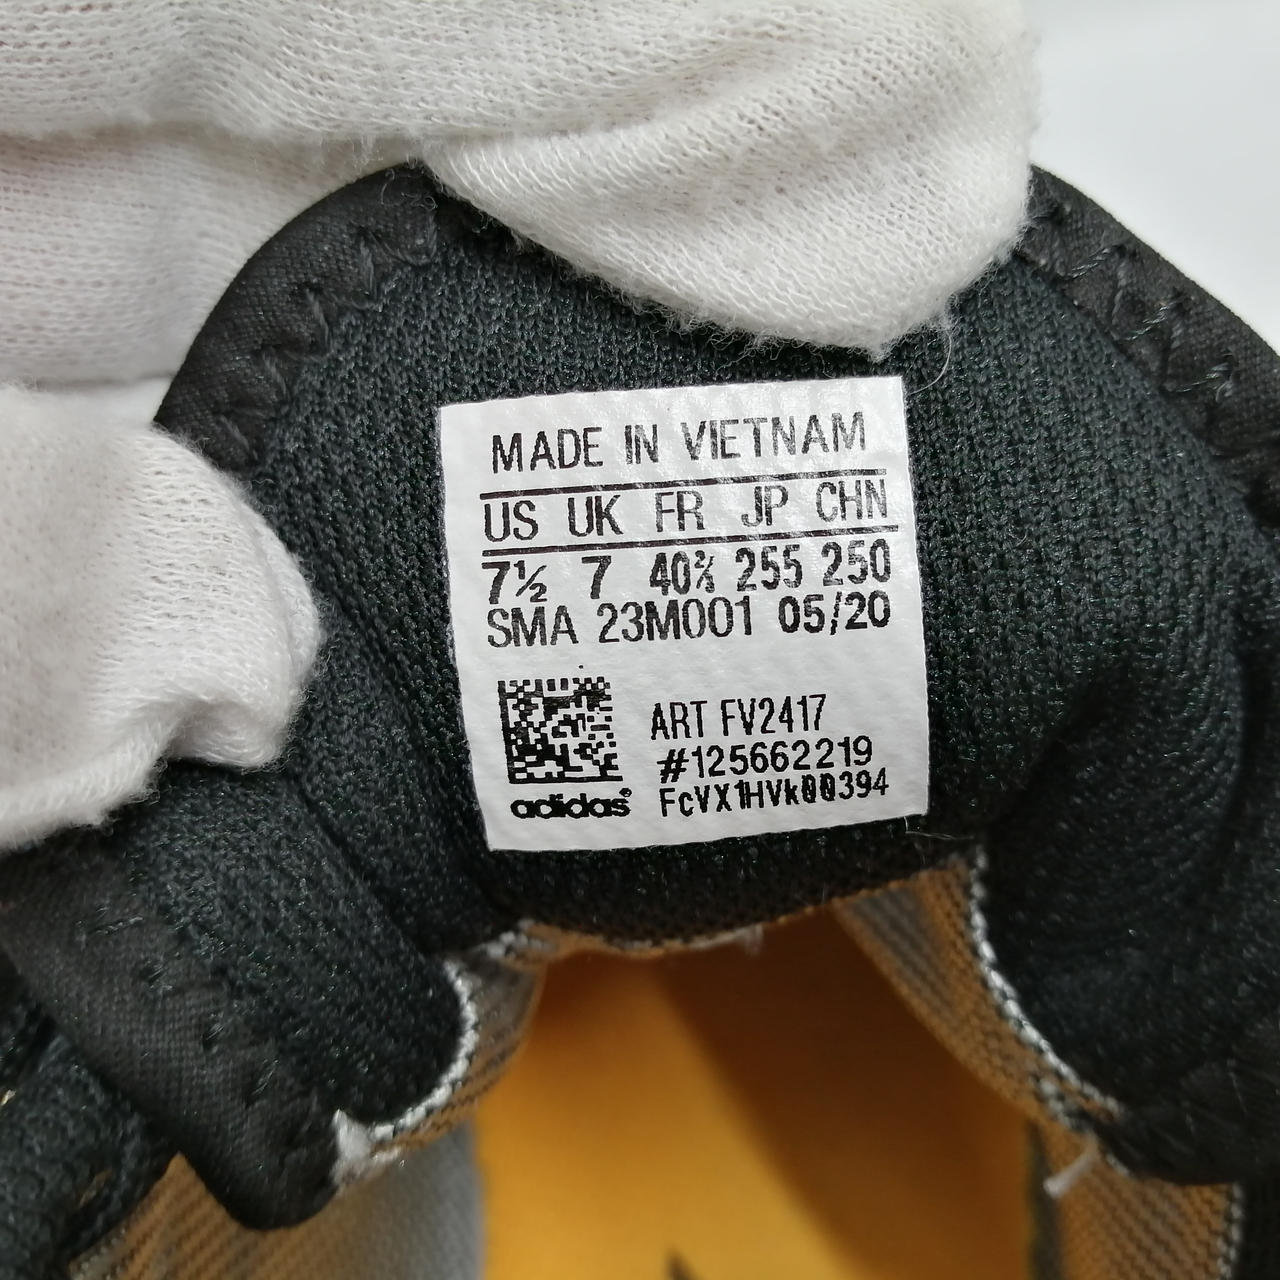 MADE IN VIETNAM
US UK FR JP CHN
7½ 7 40⅔ 255 250
SMA 23M001 05/20
ART FV2417
#125662219
adidas® FcVX1HVk00394